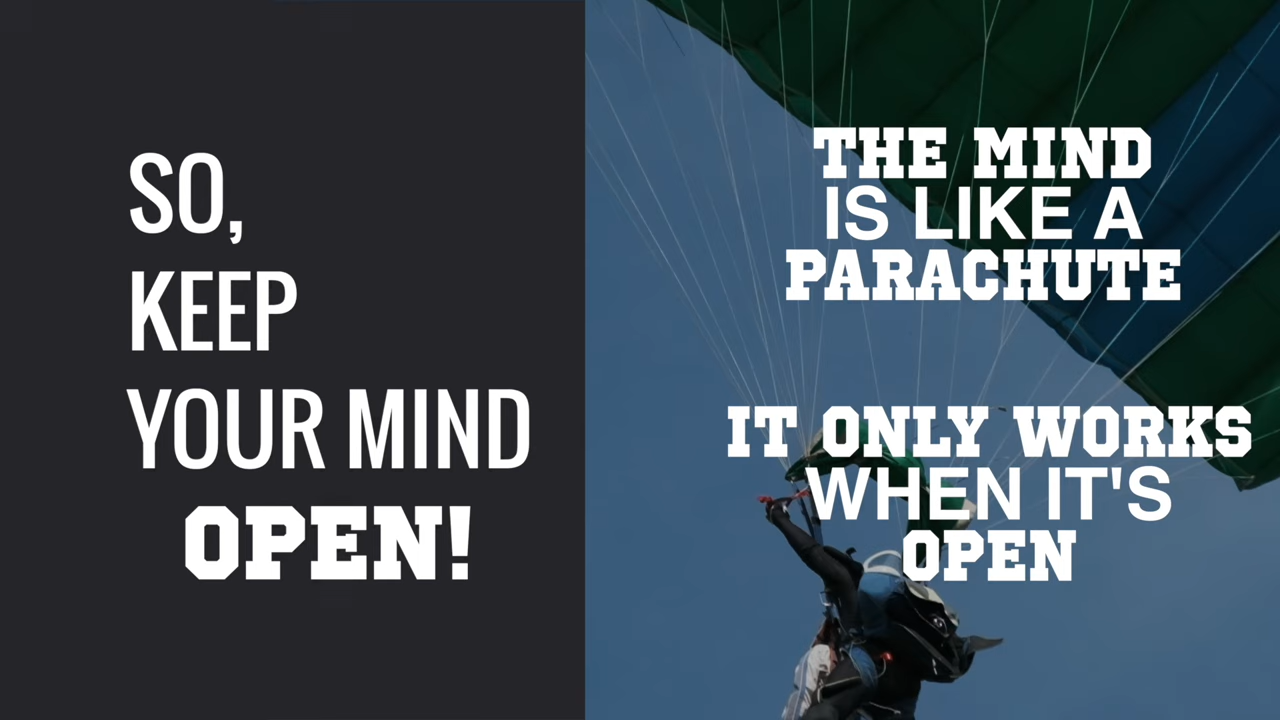 SO,
KEEP
YOUR MIND
OPEN!
THE MIND
IS LIKE A
PARACHUTE
IT ONLY WORKS
WHEN IT'S
OPEN